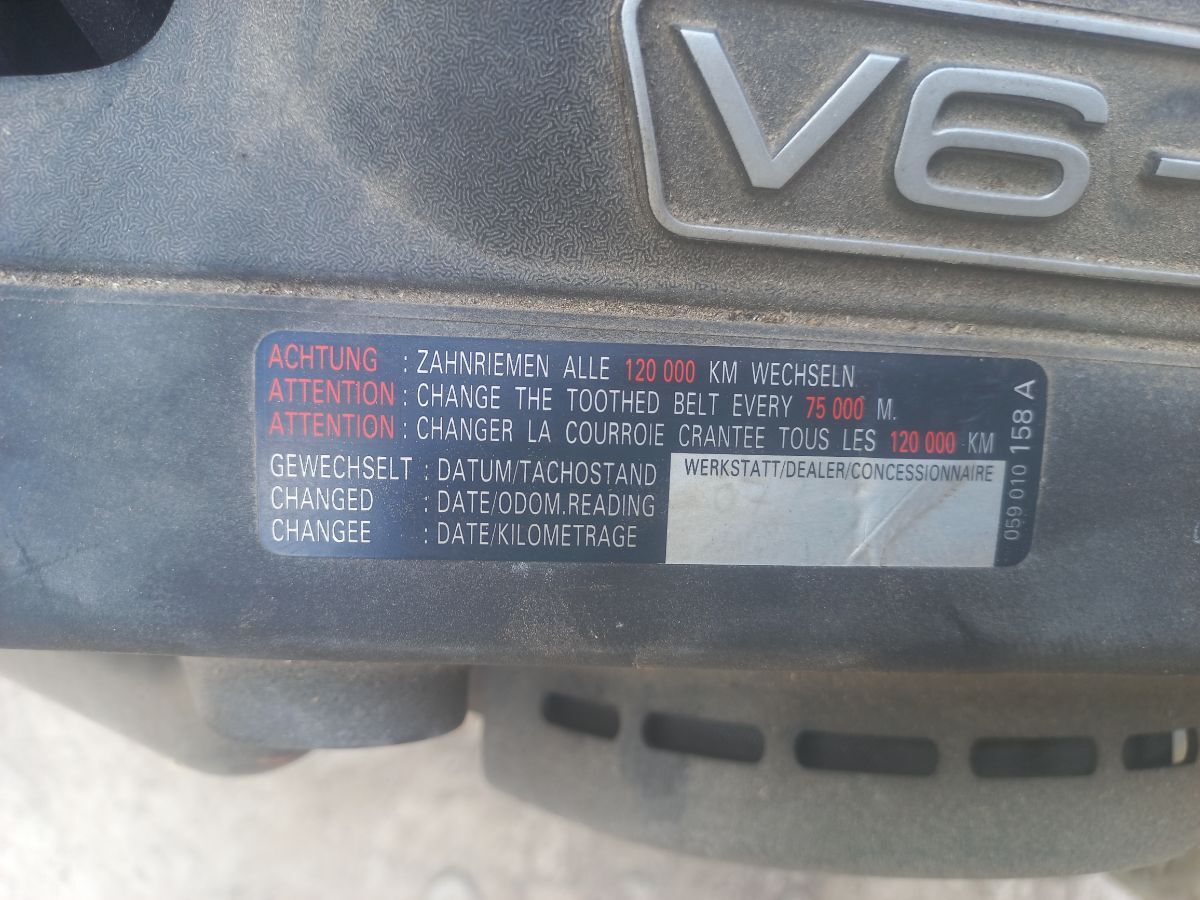 V6-
ACHTUNG : ZAHNRIEMEN ALLE 120 000 KM WECHSELN
ATTENTION : CHANGE THE TOOTHED BELT EVERY 75 000 M.
ATTENTION : CHANGER LA COURROIE CRANTEE TOUS LES 120 000 KM
GEWECHSELT : DATUM/TACHOSTAND
CHANGED : DATE/ODOM.READING
CHANGEE : DATE/KILOMETRAGE
WERKSTATT/DEALER/CONCESSIONNAIRE
059 010 158 A